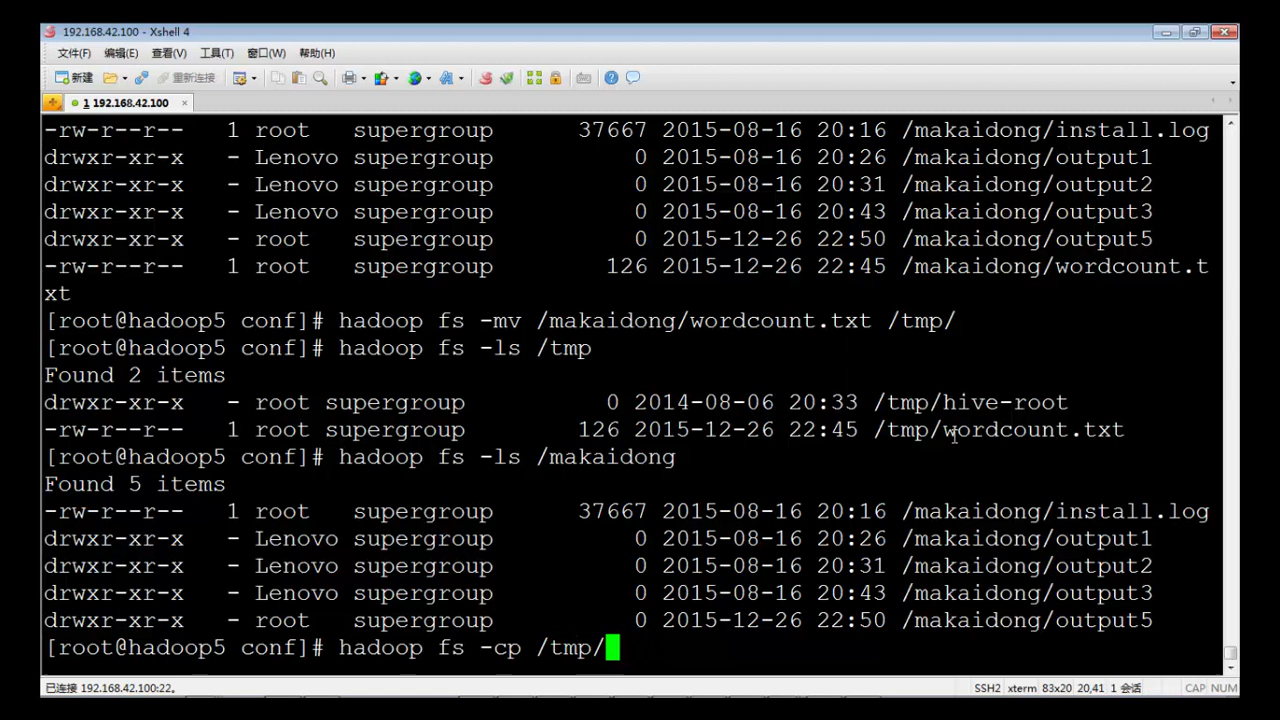 192.168.42.100 - Xshell 4
文件(F) 编辑(E) 查看(V) 工具(T) 窗口(W) 帮助(H)
新建 重新连接
1 192.168.42.100
-rw-r--r--   1 root   supergroup      37667 2015-08-16 20:16 /makaidong/install.log
drwxr-xr-x   - Lenovo supergroup          0 2015-08-16 20:26 /makaidong/output1
drwxr-xr-x   - Lenovo supergroup          0 2015-08-16 20:31 /makaidong/output2
drwxr-xr-x   - Lenovo supergroup          0 2015-08-16 20:43 /makaidong/output3
drwxr-xr-x   - root   supergroup          0 2015-12-26 22:50 /makaidong/output5
-rw-r--r--   1 root   supergroup        126 2015-12-26 22:45 /makaidong/wordcount.t
xt
[root@hadoop5 conf]# hadoop fs -mv /makaidong/wordcount.txt /tmp/
[root@hadoop5 conf]# hadoop fs -ls /tmp
Found 2 items
drwxr-xr-x   - root supergroup          0 2014-08-06 20:33 /tmp/hive-root
-rw-r--r--   1 root supergroup        126 2015-12-26 22:45 /tmp/wordcount.txt
[root@hadoop5 conf]# hadoop fs -ls /makaidong
Found 5 items
-rw-r--r--   1 root   supergroup      37667 2015-08-16 20:16 /makaidong/install.log
drwxr-xr-x   - Lenovo supergroup          0 2015-08-16 20:26 /makaidong/output1
drwxr-xr-x   - Lenovo supergroup          0 2015-08-16 20:31 /makaidong/output2
drwxr-xr-x   - Lenovo supergroup          0 2015-08-16 20:43 /makaidong/output3
drwxr-xr-x   - root   supergroup          0 2015-12-26 22:50 /makaidong/output5
[root@hadoop5 conf]# hadoop fs -cp /tmp/
已连接 192.168.42.100:22。 SSH2 xterm 83x20 20,41 1 会话 CAP NUM